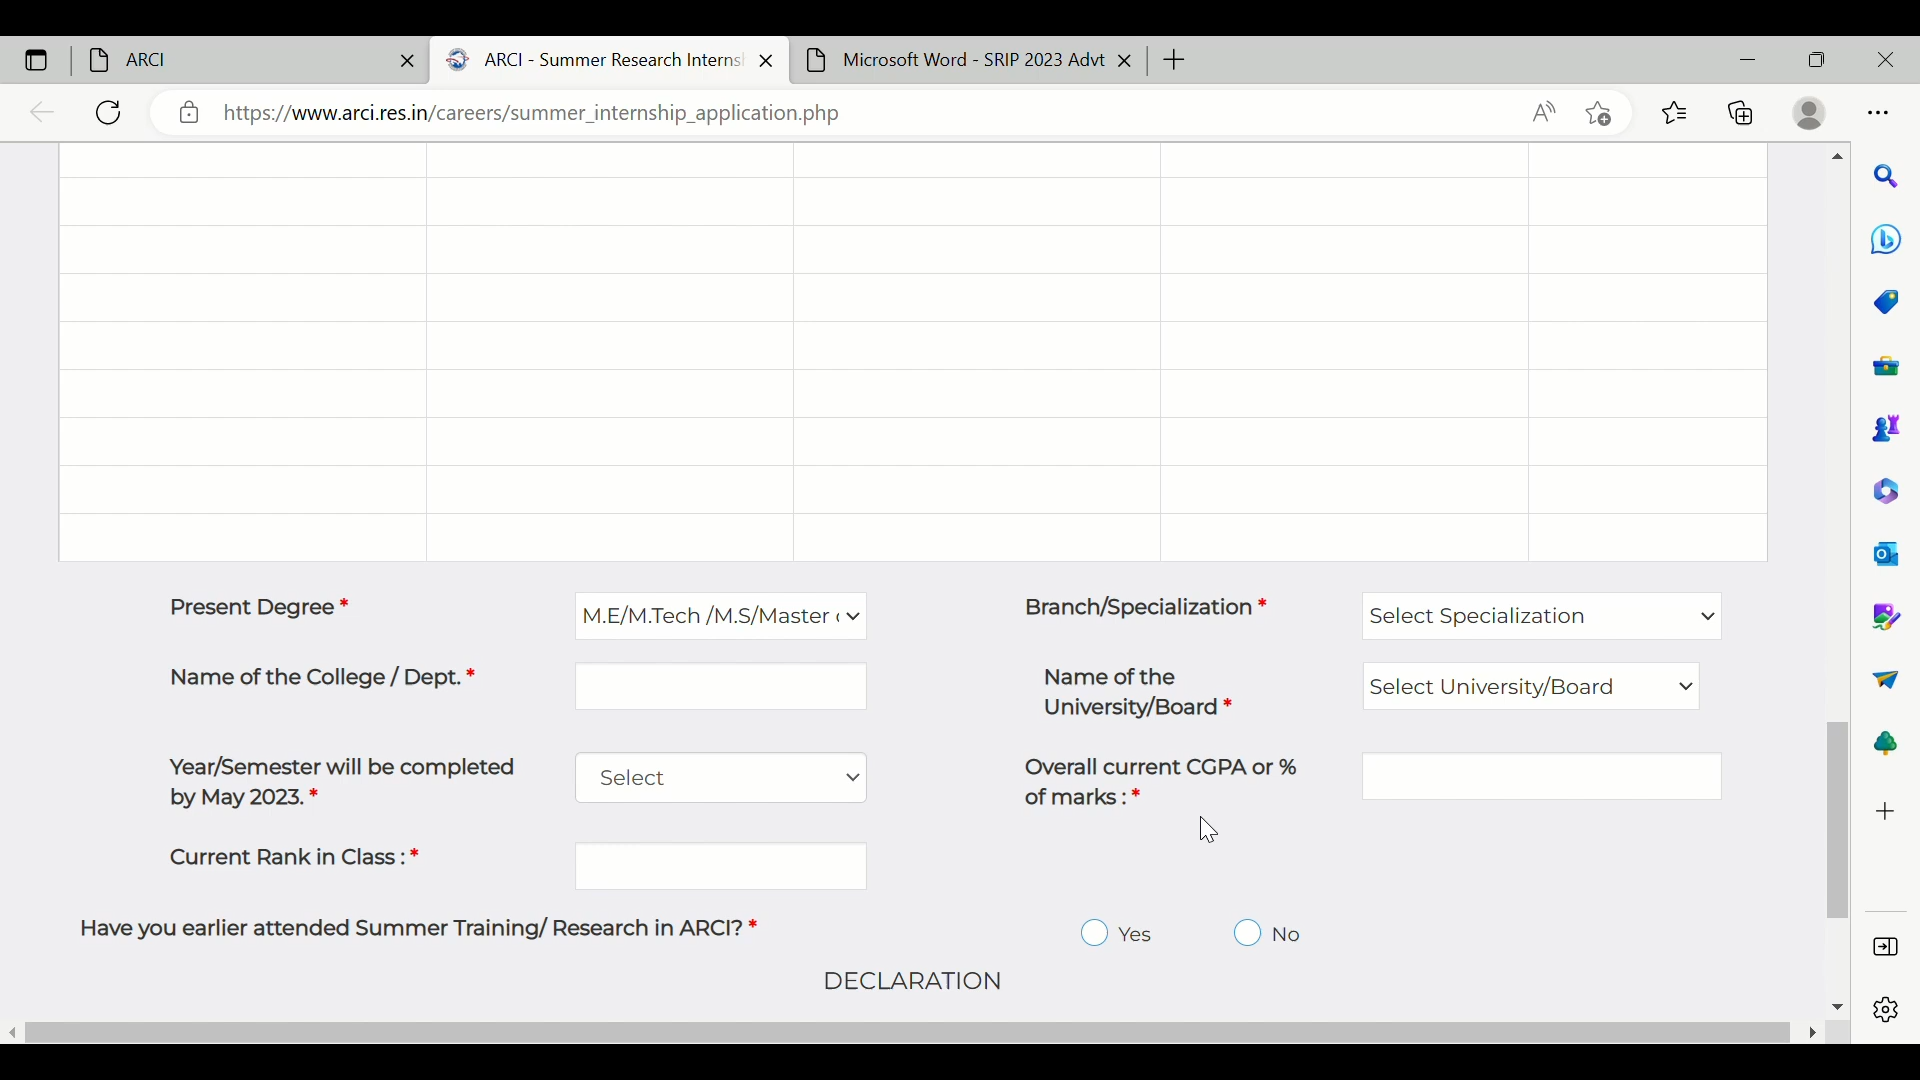 ARCI
ARCI - Summer Research Interns
Microsoft Word - SRIP 2023 Advt
https://www.arci.res.in/careers/summer_internship_application.php
Present Degree *
M.E/M.Tech /M.S/Master
Branch/Specialization *
Select Specialization
Name of the College / Dept. *
Name of the
University/Board *
Select University/Board
Year/Semester will be completed
by May 2023. *
Select
Overall current CGPA or %
of marks : *
Current Rank in Class : *
Have you earlier attended Summer Training/ Research in ARCI? *
Yes
No
DECLARATION